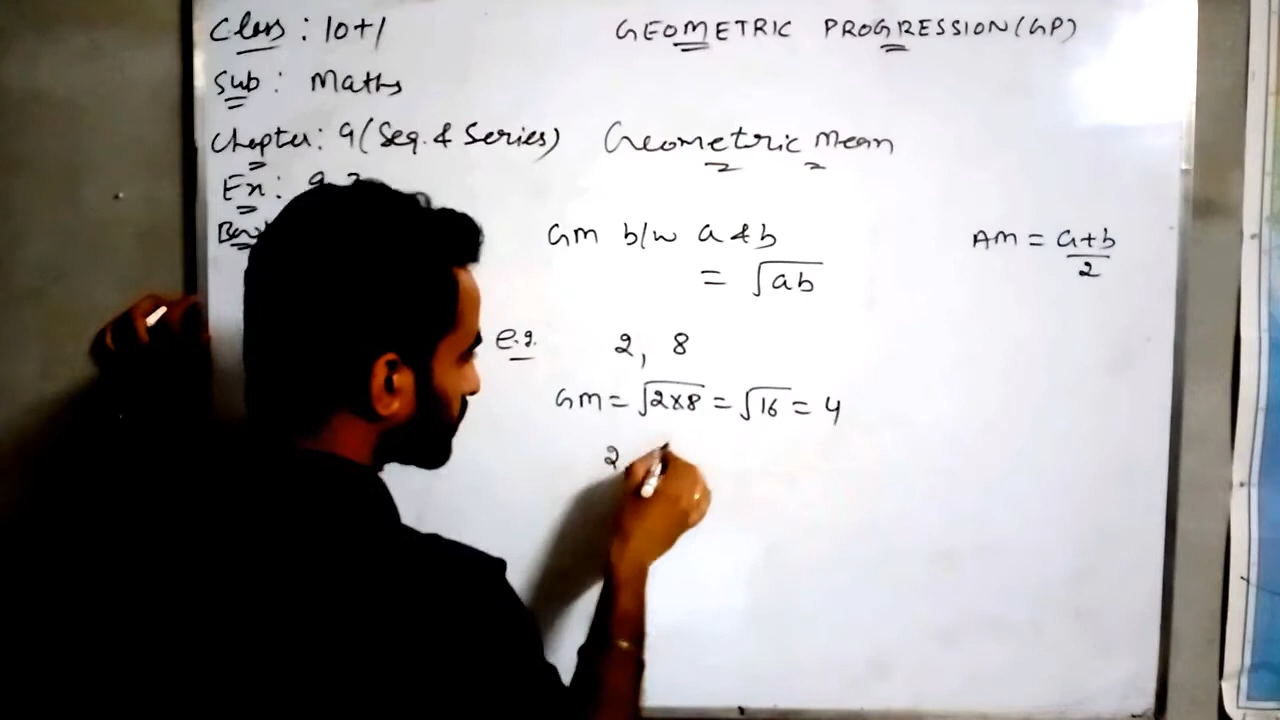 Class : 10+1
GEOMETRIC PROGRESSION (GP)
Sub : Maths
Chapter: 9 (Seq. & Series)
Geometric Mean
Ex :
GM b/w a & b
= √ab
AM = a+b/2
e.g. 2, 8
GM = √2×8 = √16 = 4
2